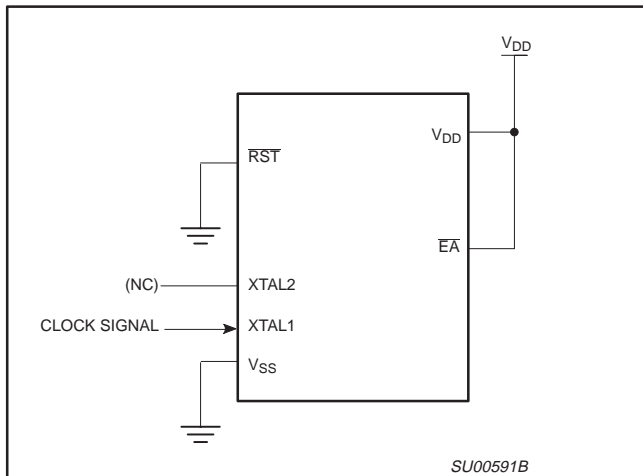 VDD
VDD
RST
EA
(NC)
XTAL2
CLOCK SIGNAL
XTAL1
VSS
SU00591B